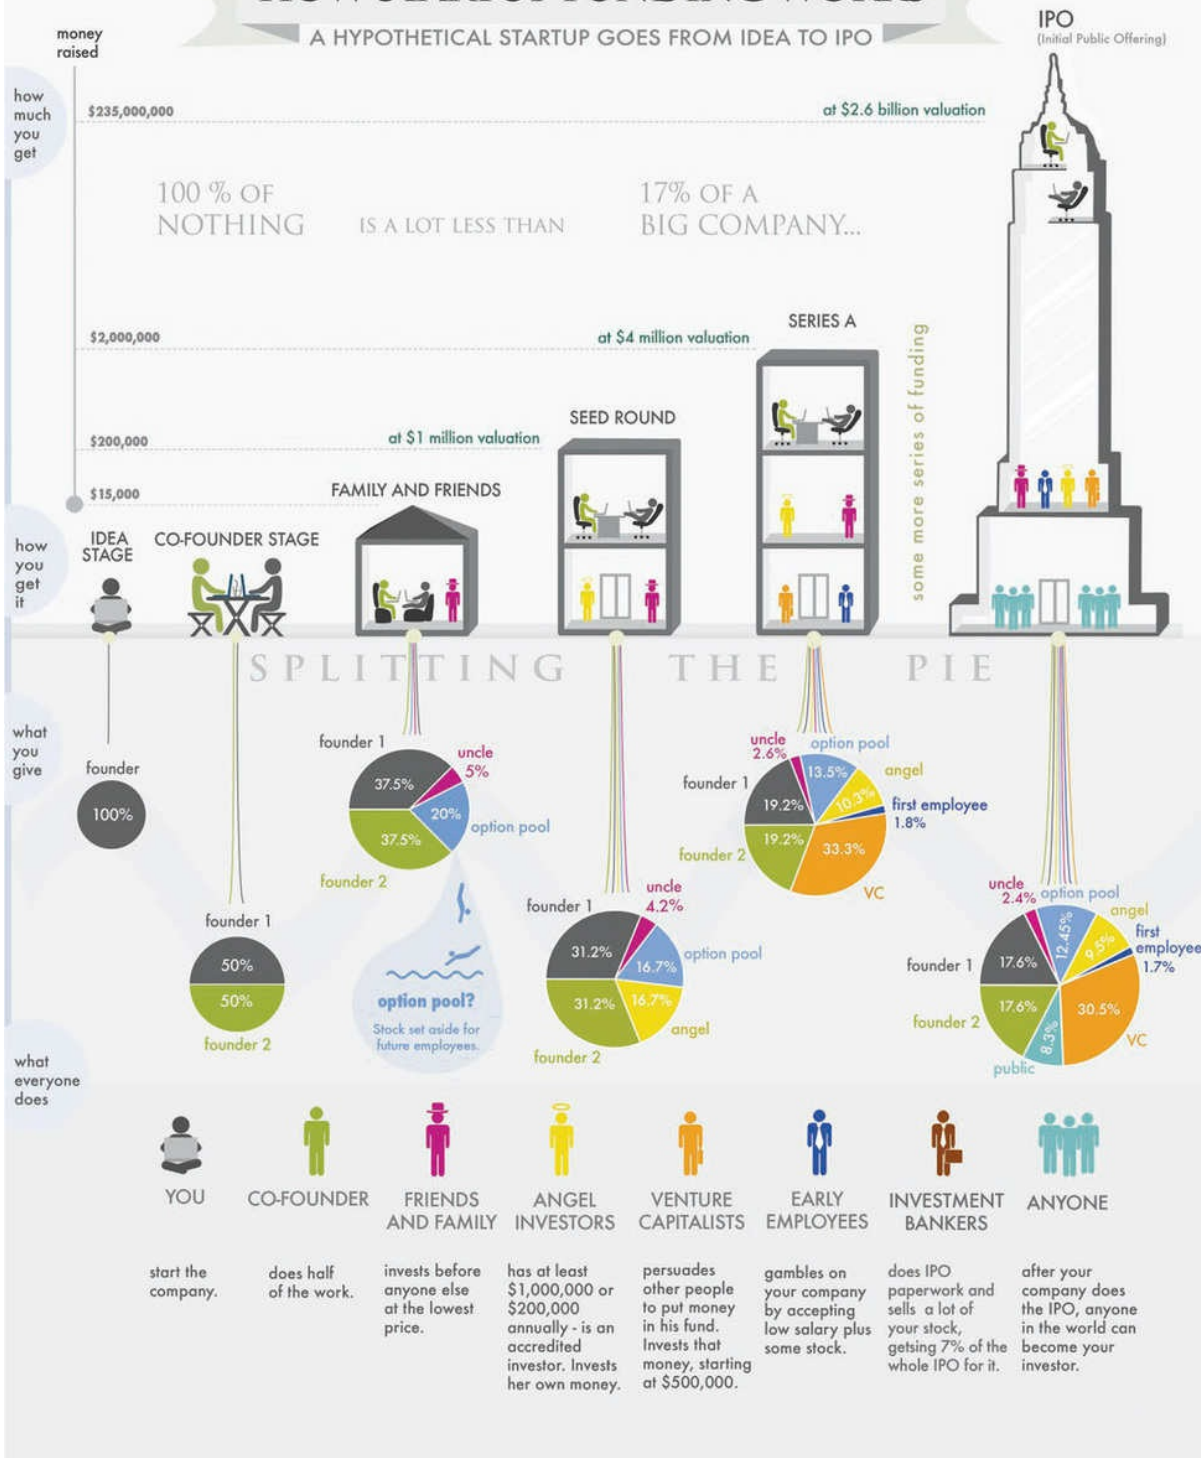 HOW STARTUP FUNDING WORKS
A HYPOTHETICAL STARTUP GOES FROM IDEA TO IPO
IPO
(Initial Public Offering)
money
raised
how
much
you
get
$235,000,000
at $2.6 billion valuation
100 % OF
NOTHING
IS A LOT LESS THAN
17% OF A
BIG COMPANY...
SERIES A
$2,000,000
at $4 million valuation
some more series of funding
SEED ROUND
$200,000
at $1 million valuation
FAMILY AND FRIENDS
$15,000
how
you
get
it
IDEA
STAGE
CO-FOUNDER STAGE
SPLITTING THE PIE
what
you
give
founder
100%
founder 1
50%
50%
founder 2
founder 1
uncle
5%
37.5%
20%
option pool
37.5%
founder 2
option pool?
Stock set aside for
future employees.
founder 1
uncle
4.2%
31.2%
option pool
16.7%
31.2%
16.7%
angel
founder 2
uncle
2.6%
option pool
founder 1
13.5%
angel
10.3%
19.2%
first employee
1.8%
19.2%
33.3%
founder 2
VC
uncle
2.4%
option pool
12.45%
angel
9.5%
first
employee
1.7%
founder 1
17.6%
17.6%
30.5%
founder 2
8.3%
VC
public
what
everyone
does
YOU
start the
company.
CO-FOUNDER
does half
of the work.
FRIENDS
AND FAMILY
invests before
anyone else
at the lowest
price.
ANGEL
INVESTORS
has at least
$1,000,000 or
$200,000
annually - is an
accredited
investor. Invests
her own money.
VENTURE
CAPITALISTS
persuades
other people
to put money
in his fund.
Invests that
money, starting
at $500,000.
EARLY
EMPLOYEES
gambles on
your company
by accepting
low salary plus
some stock.
INVESTMENT
BANKERS
does IPO
paperwork and
sells a lot of
your stock,
getsing 7% of the
whole IPO for it.
ANYONE
after your
company does
the IPO, anyone
in the world can
become your
investor.